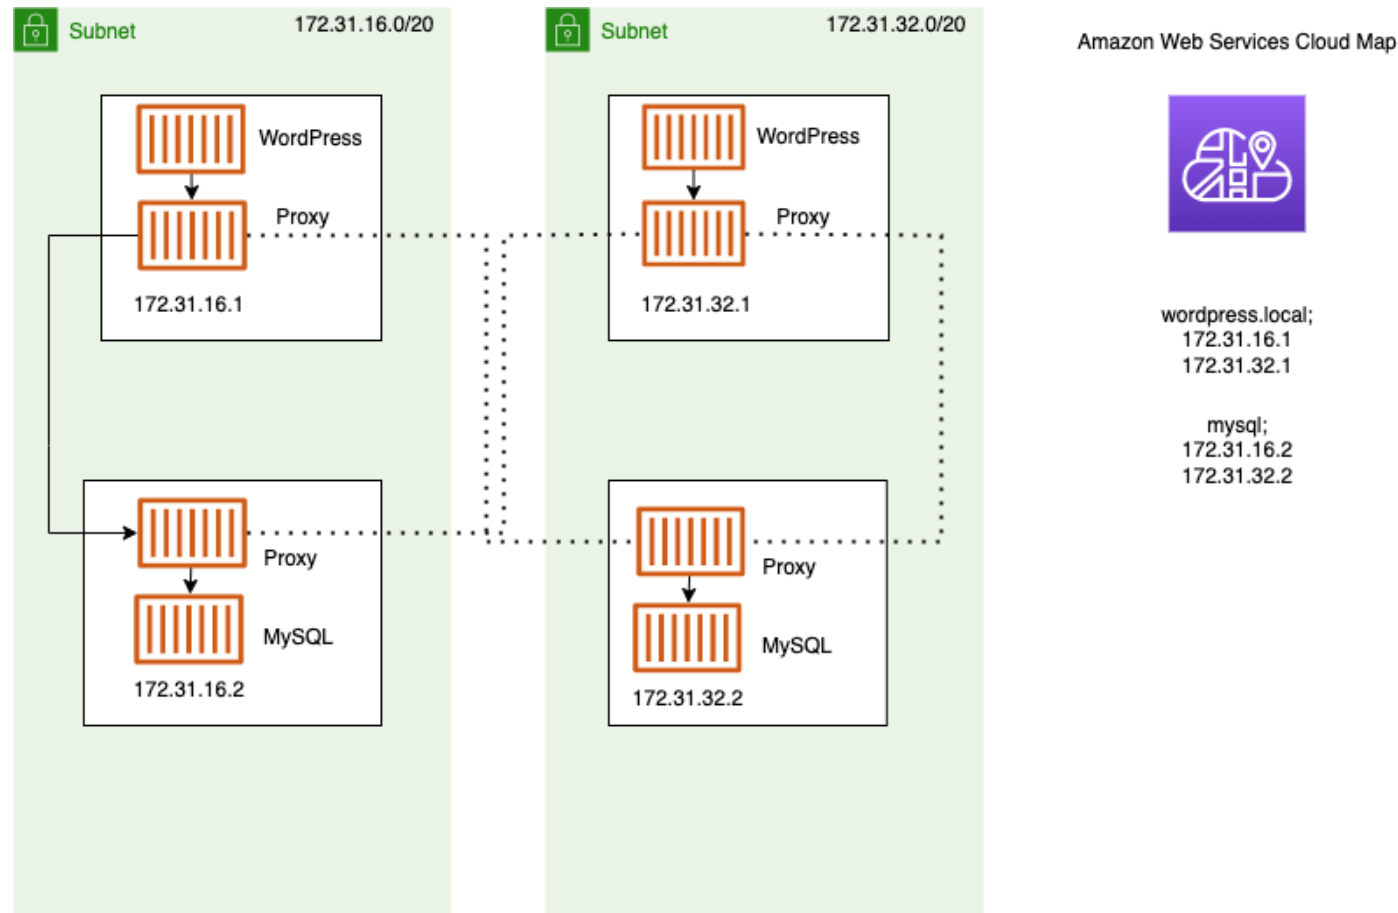 Subnet
172.31.16.0/20
WordPress
Proxy
172.31.16.1
Proxy
MySQL
172.31.16.2
Subnet
172.31.32.0/20
WordPress
Proxy
172.31.32.1
Proxy
MySQL
172.31.32.2
Amazon Web Services Cloud Map
wordpress.local;
172.31.16.1
172.31.32.1
mysql;
172.31.16.2
172.31.32.2